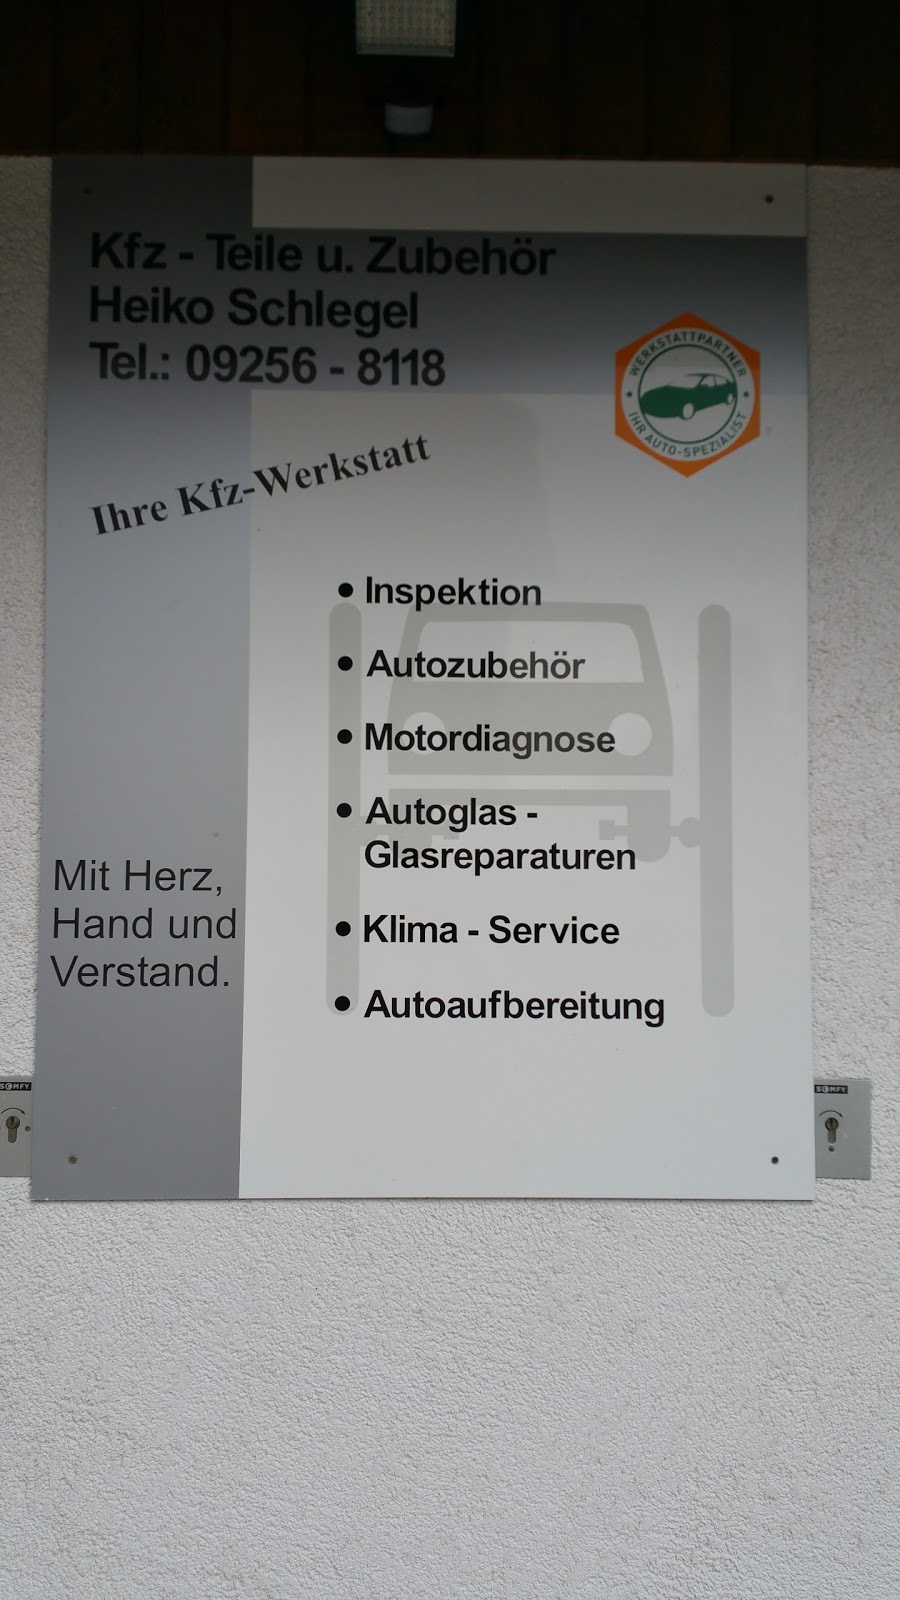 Kfz - Teile u. Zubehör
Heiko Schlegel
Tel.: 09256 - 8118
WERKSTATTPARTNER
IHR AUTO-SPEZIALIST
Ihre Kfz-Werkstatt
• Inspektion
• Autozubehör
• Motordiagnose
• Autoglas -
Glasreparaturen
• Klima - Service
• Autoaufbereitung
Mit Herz,
Hand und
Verstand.
SOMFY
SOMFY